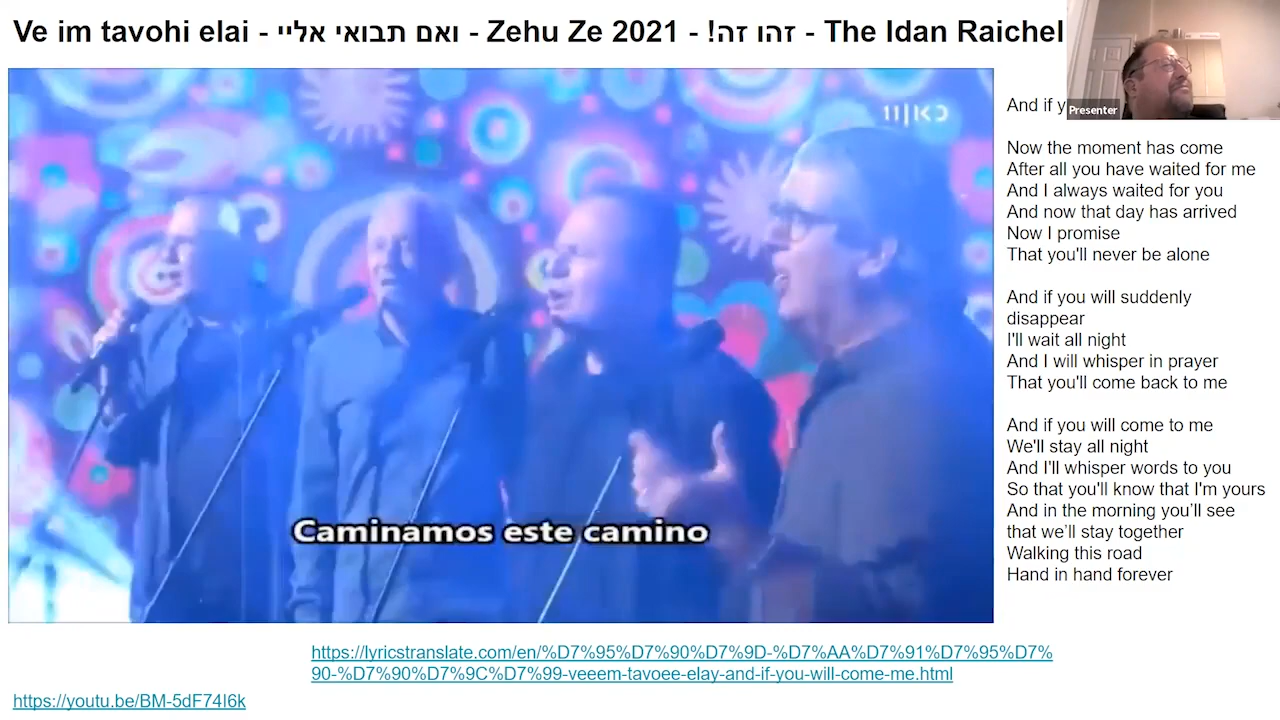 Ve im tavohi elai - ואם תבואי אליי - Zehu Ze 2021 - זהו זה! - The Idan Raichel
כאן 11
Presenter
And if y
Now the moment has come
After all you have waited for me
And I always waited for you
And now that day has arrived
Now I promise
That you'll never be alone
And if you will suddenly
disappear
I'll wait all night
And I will whisper in prayer
That you'll come back to me
And if you will come to me
We'll stay all night
And I'll whisper words to you
So that you'll know that I'm yours
And in the morning you'll see
that we'll stay together
Walking this road
Hand in hand forever
Caminamos este camino
https://lyricstranslate.com/en/%D7%95%D7%90%D7%9D-%D7%AA%D7%91%D7%95%D7%
90-%D7%90%D7%9C%D7%99-veeem-tavoee-elay-and-if-you-will-come-me.html
https://youtu.be/BM-5dF74I6k